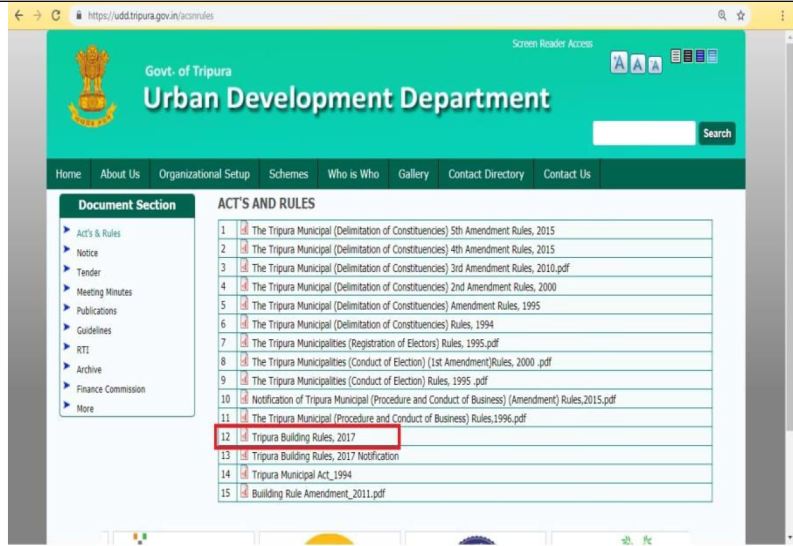 https://udd.tripura.gov.in/acsnrules
Screen Reader Access
Govt. of Tripura
A A A
Urban Development Department
Search
Home About Us Organizational Setup Schemes Who is Who Gallery Contact Directory Contact Us
Document Section
Act's & Rules
Notice
Tender
Meeting Minutes
Publications
Guidelines
RTI
Archive
Finance Commission
More
ACT'S AND RULES
1 The Tripura Municipal (Delimitation of Constituencies) 5th Amendment Rules, 2015
2 The Tripura Municipal (Delimitation of Constituencies) 4th Amendment Rules, 2015
3 The Tripura Municipal (Delimitation of Constituencies) 3rd Amendment Rules, 2010.pdf
4 The Tripura Municipal (Delimitation of Constituencies) 2nd Amendment Rules, 2000
5 The Tripura Municipal (Delimitation of Constituencies) Amendment Rules, 1995
6 The Tripura Municipal (Delimitation of Constituencies) Rules, 1994
7 The Tripura Municipalities (Registration of Electors) Rules, 1995.pdf
8 The Tripura Municipalities (Conduct of Election) (1st Amendment)Rules, 2000 .pdf
9 The Tripura Municipalities (Conduct of Election) Rules, 1995 .pdf
10 Notification of Tripura Municipal (Procedure and Conduct of Business) (Amendment) Rules,2015.pdf
11 The Tripura Municipal (Procedure and Conduct of Business) Rules,1996.pdf
12 Tripura Building Rules, 2017
13 Tripura Building Rules, 2017 Notification
14 Tripura Municipal Act_1994
15 Buiilding Rule Amendment_2011.pdf